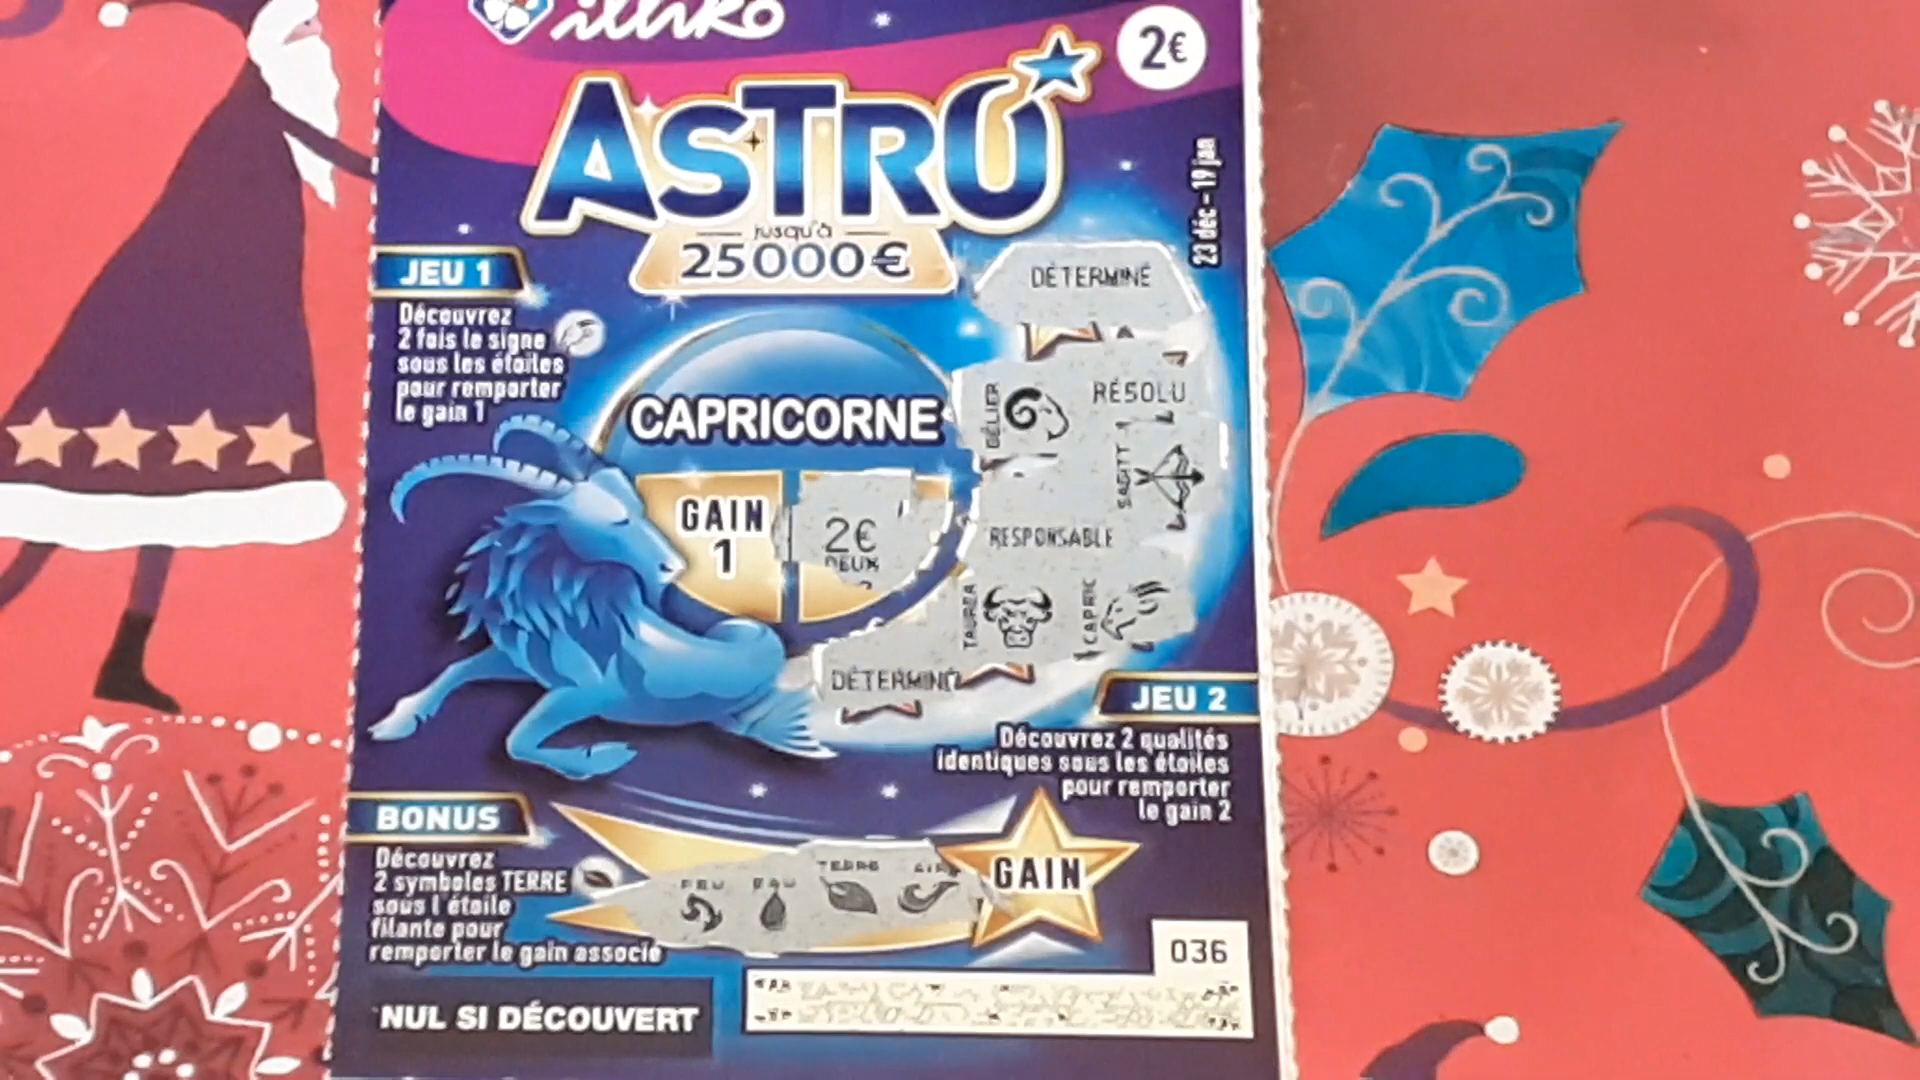 illiko
2€
ASTRO
jusqu'à
25000€
23 déc - 19 jan
JEU 1
Découvrez
2 fois le signe
sous les étoiles
pour remporter
le gain 1
DÉTERMINÉ
BÉLIER
RÉSOLU
SAGITT
CAPRICORNE
GAIN
1
2€
DEUX
RESPONSABLE
TAUREA
CAPRIC
DÉTERMINÉ
JEU 2
Découvrez 2 qualités
identiques sous les étoiles
pour remporter
le gain 2
BONUS
Découvrez
2 symboles TERRE
sous l'étoile
filante pour
remporter le gain associé
FEU EAU TERRE AIR
GAIN
036
NUL SI DÉCOUVERT